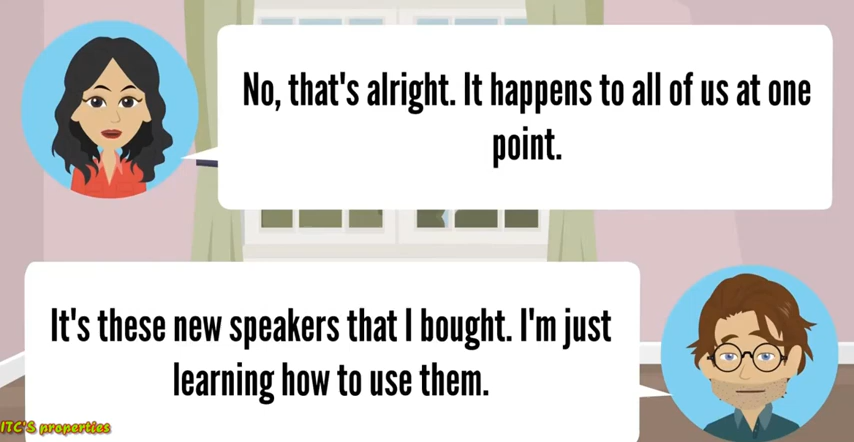 No, that's alright. It happens to all of us at one
point.
It's these new speakers that I bought. I'm just
learning how to use them.
ITC'S properties